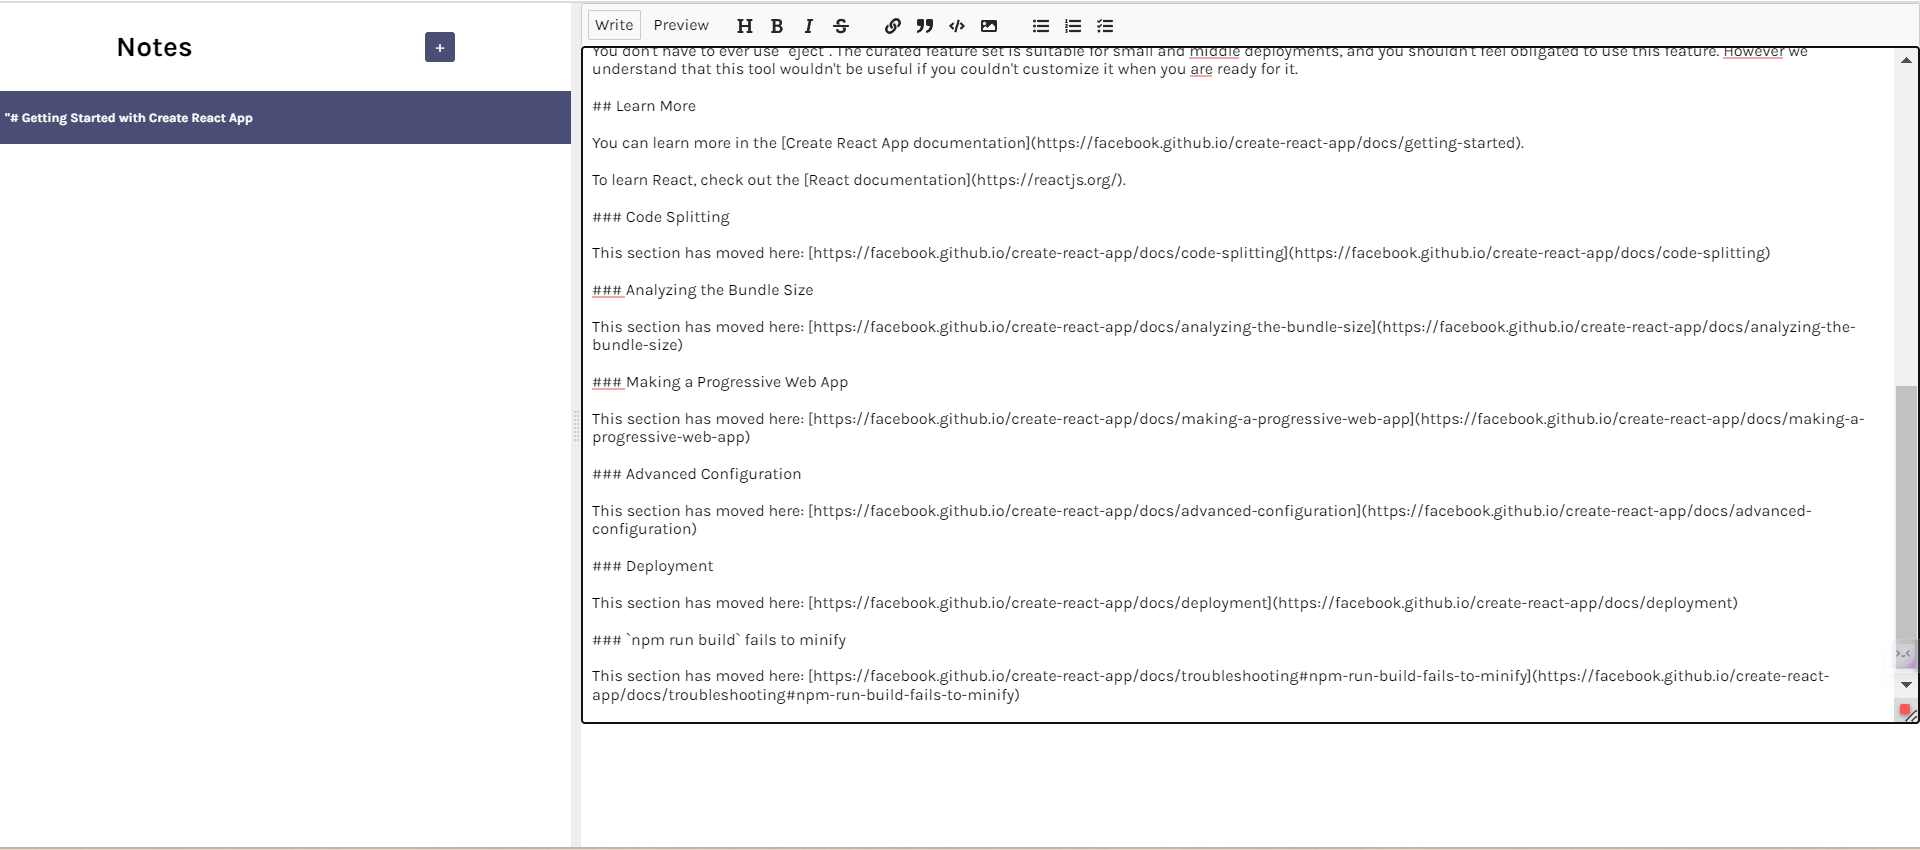 Notes
+
"# Getting Started with Create React App
Write Preview
You don't have to ever use `eject`. The curated feature set is suitable for small and middle deployments, and you shouldn't feel obligated to use this feature. However we
understand that this tool wouldn't be useful if you couldn't customize it when you are ready for it.
## Learn More
You can learn more in the [Create React App documentation](https://facebook.github.io/create-react-app/docs/getting-started).
To learn React, check out the [React documentation](https://reactjs.org/).
### Code Splitting
This section has moved here: [https://facebook.github.io/create-react-app/docs/code-splitting](https://facebook.github.io/create-react-app/docs/code-splitting)
### Analyzing the Bundle Size
This section has moved here: [https://facebook.github.io/create-react-app/docs/analyzing-the-bundle-size](https://facebook.github.io/create-react-app/docs/analyzing-the-
bundle-size)
### Making a Progressive Web App
This section has moved here: [https://facebook.github.io/create-react-app/docs/making-a-progressive-web-app](https://facebook.github.io/create-react-app/docs/making-a-
progressive-web-app)
### Advanced Configuration
This section has moved here: [https://facebook.github.io/create-react-app/docs/advanced-configuration](https://facebook.github.io/create-react-app/docs/advanced-
configuration)
### Deployment
This section has moved here: [https://facebook.github.io/create-react-app/docs/deployment](https://facebook.github.io/create-react-app/docs/deployment)
### `npm run build` fails to minify
This section has moved here: [https://facebook.github.io/create-react-app/docs/troubleshooting#npm-run-build-fails-to-minify](https://facebook.github.io/create-react-
app/docs/troubleshooting#npm-run-build-fails-to-minify)